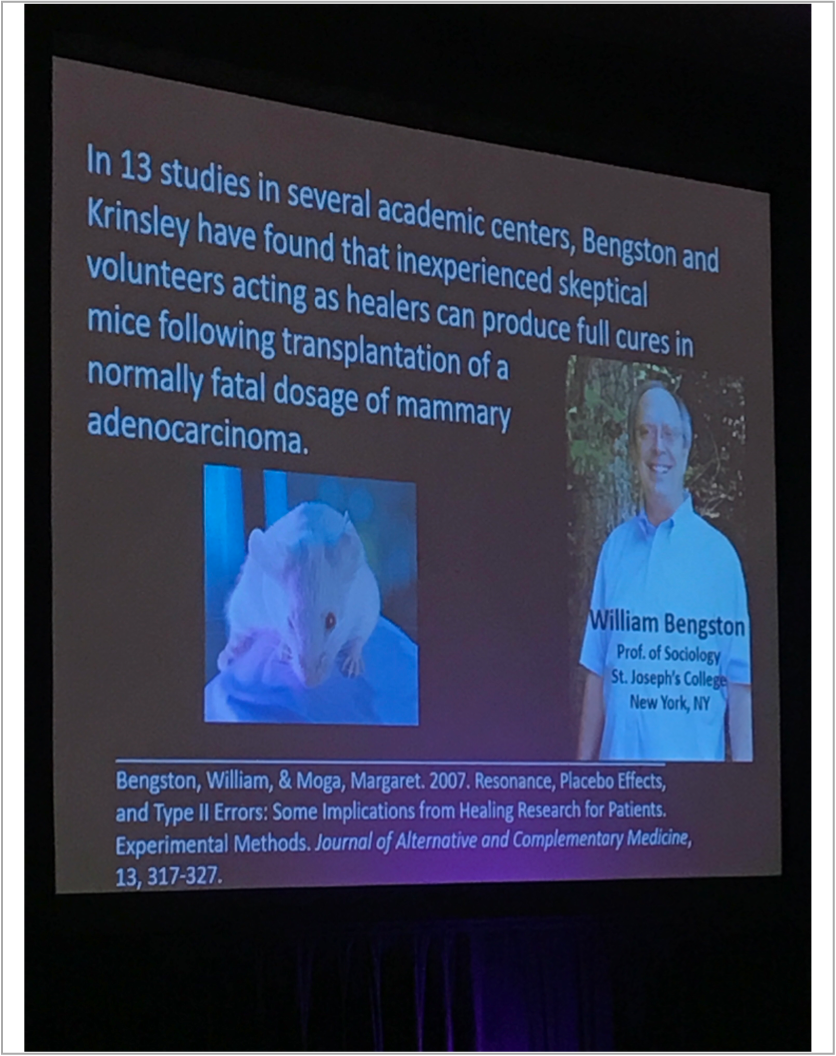 In 13 studies in several academic centers, Bengston and
Krinsley have found that inexperienced skeptical
volunteers acting as healers can produce full cures in
mice following transplantation of a
normally fatal dosage of mammary
adenocarcinoma.
William Bengston
Prof. of Sociology
St. Joseph's College
New York, NY
Bengston, William, & Moga, Margaret. 2007. Resonance, Placebo Effects,
and Type II Errors: Some Implications from Healing Research for Patients.
Experimental Methods. Journal of Alternative and Complementary Medicine,
13, 317-327.